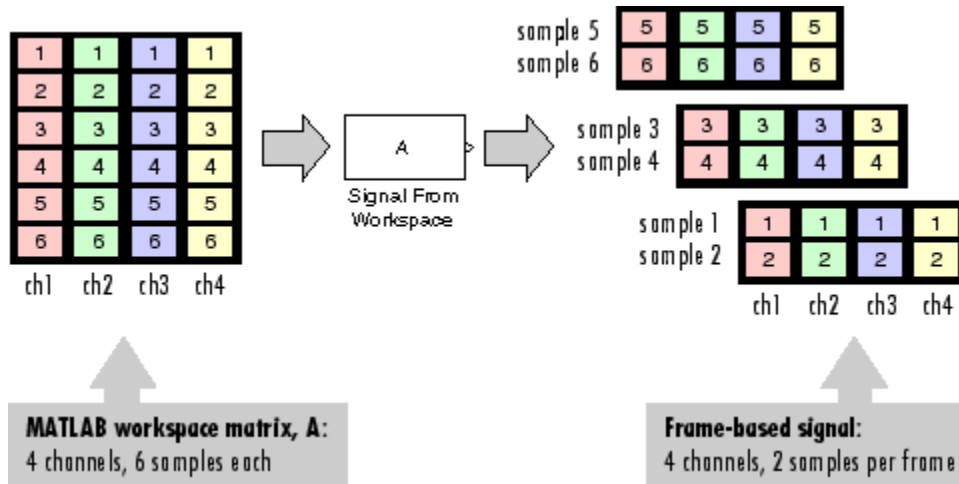 1 1 1 1
2 2 2 2
3 3 3 3
4 4 4 4
5 5 5 5
6 6 6 6
ch1 ch2 ch3 ch4
MATLAB workspace matrix, A:
4 channels, 6 samples each
A
Signal From
Workspace
sample 5 5 5 5 5
sample 6 6 6 6 6
sample 3 3 3 3 3
sample 4 4 4 4 4
sample 1 1 1 1 1
sample 2 2 2 2 2
ch1 ch2 ch3 ch4
Frame-based signal:
4 channels, 2 samples per frame